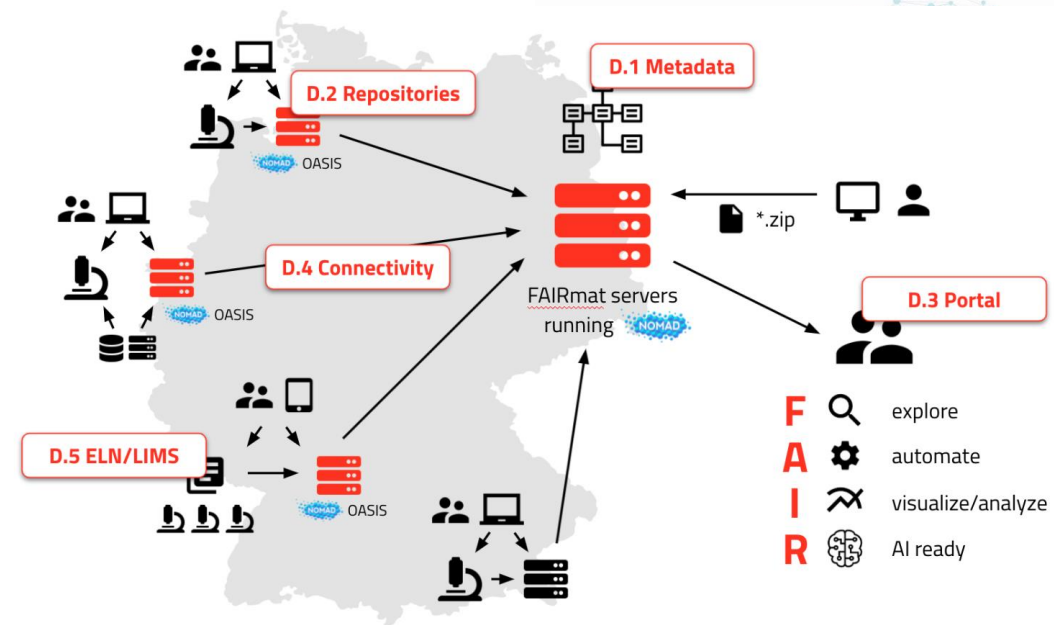 D.2 Repositories
D.1 Metadata
NOMAD OASIS
*.zip
D.4 Connectivity
NOMAD OASIS
FAIRmat servers
running NOMAD
D.3 Portal
D.5 ELN/LIMS
NOMAD OASIS
F explore
A automate
I visualize/analyze
R AI ready